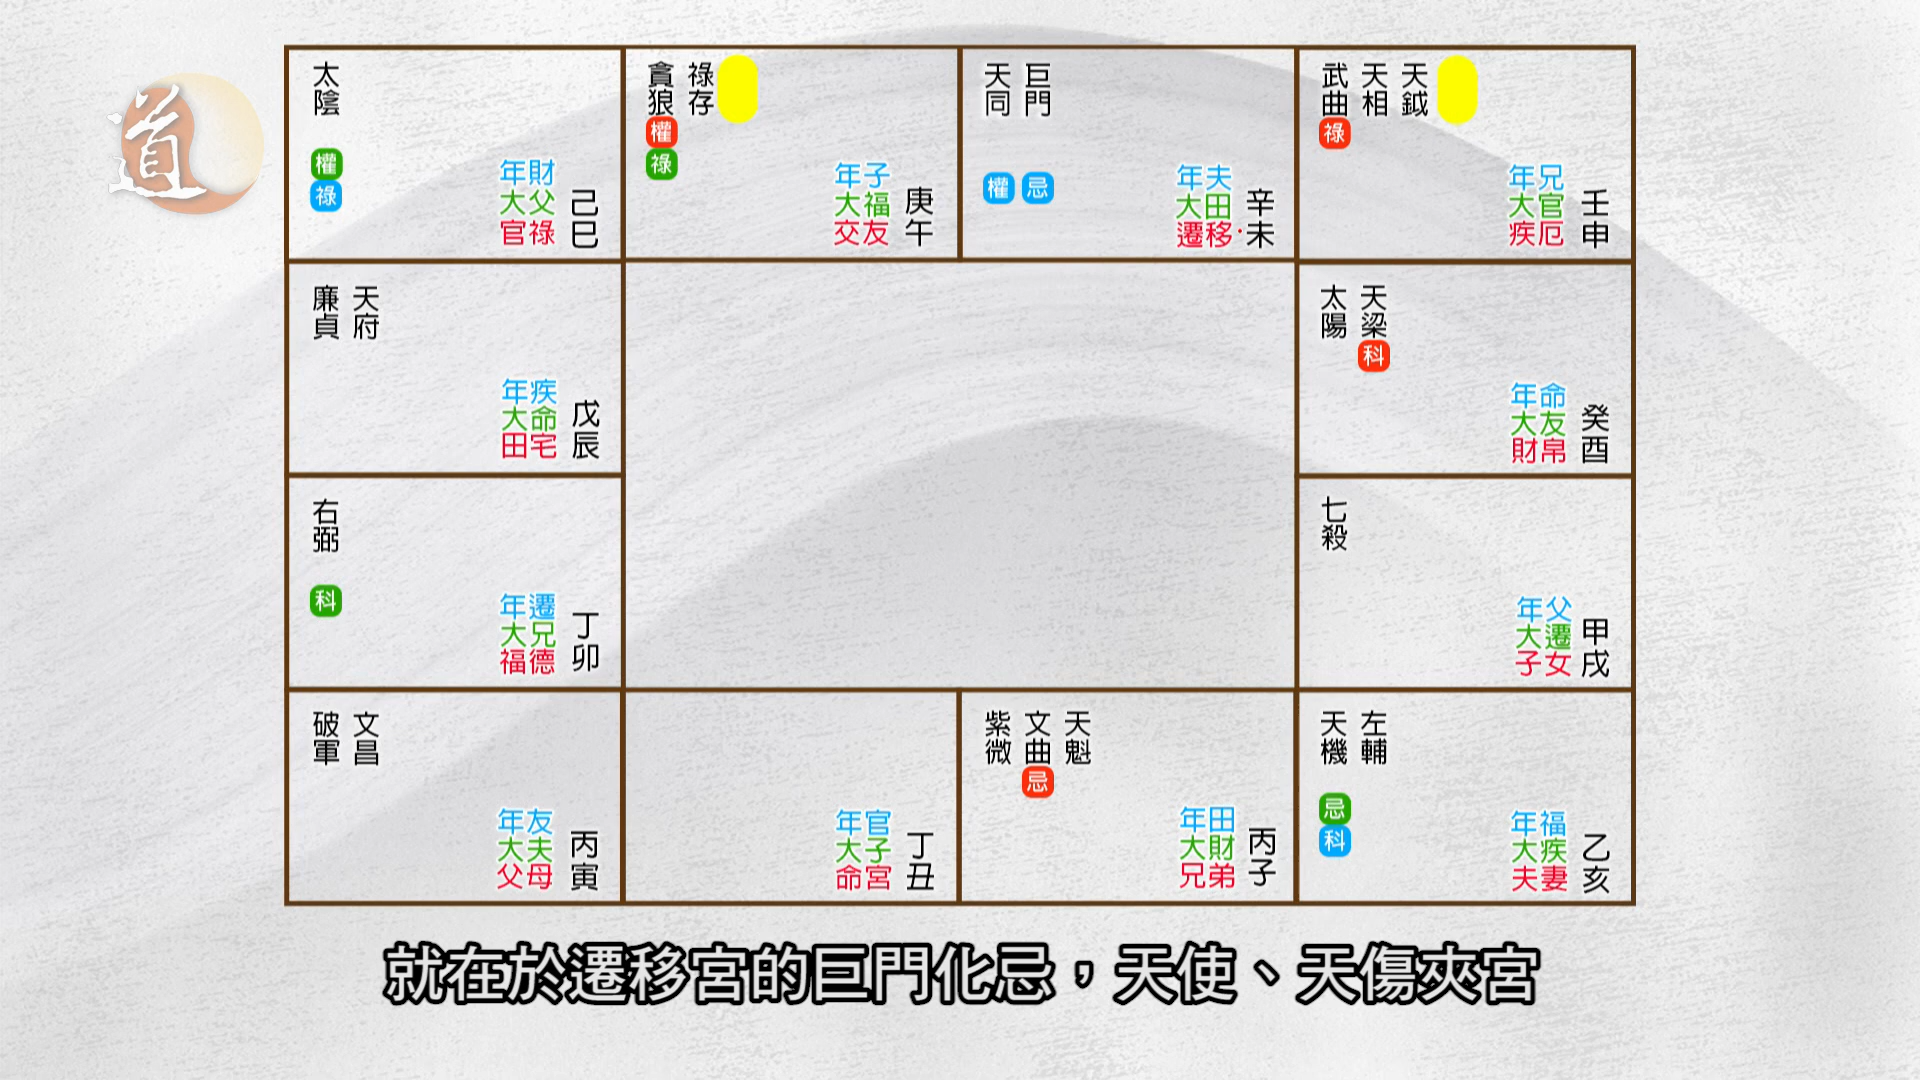 道
太陰
權
祿
年財
大父
官祿
己巳
貪狼 祿存
權
祿
年子
大福
交友
庚午
天同 巨門
權 忌
年夫
大田
遷移
辛未
武曲 天相 天鉞
祿
年兄
大官
疾厄
壬申
廉貞 天府
年疾
大命
田宅
戊辰
太陽 天梁
科
年命
大友
財帛
癸酉
右弼
科
年遷
大兄
福德
丁卯
七殺
年父
大遷
子女
甲戌
破軍 文昌
年友
大夫
父母
丙寅
年官
大子
命宮
丁丑
紫微 文曲 天魁
忌
年田
大財
兄弟
丙子
天機 左輔
忌
科
年福
大疾
夫妻
乙亥
就在於遷移宮的巨門化忌，天使、天傷夾宮